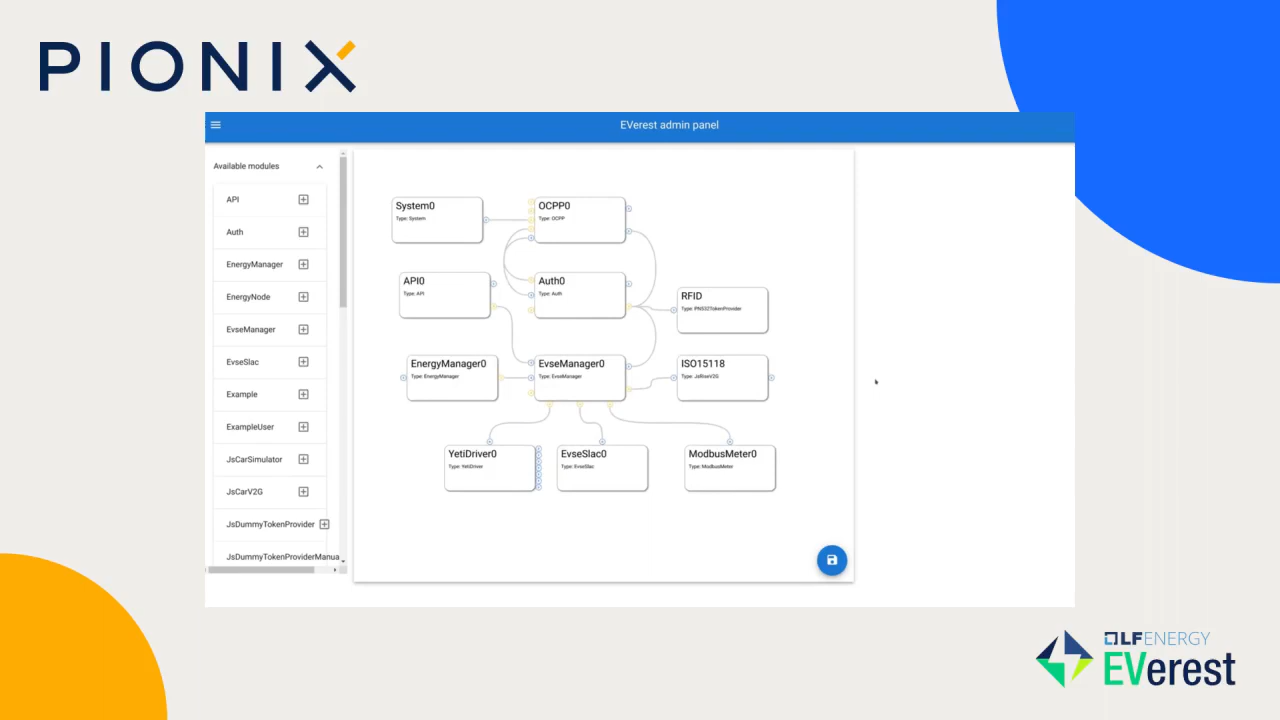 PIONIX
EVerest admin panel
Available modules
API
Auth
EnergyManager
EnergyNode
EvseManager
EvseSlac
Example
ExampleUser
JsCarSimulator
JsCarV2G
JsDummyTokenProvider
JsDummyTokenProviderManua
System0
Type: System
OCPP0
Type: OCPP
API0
Type: API
Auth0
Type: Auth
RFID
Type: PN532TokenProvider
EnergyManager0
Type: EnergyManager
EvseManager0
Type: EvseManager
ISO15118
Type: JsRiseV2G
YetiDriver0
Type: YetiDriver
EvseSlac0
Type: EvseSlac
ModbusMeter0
Type: ModbusMeter
LFENERGY
EVerest